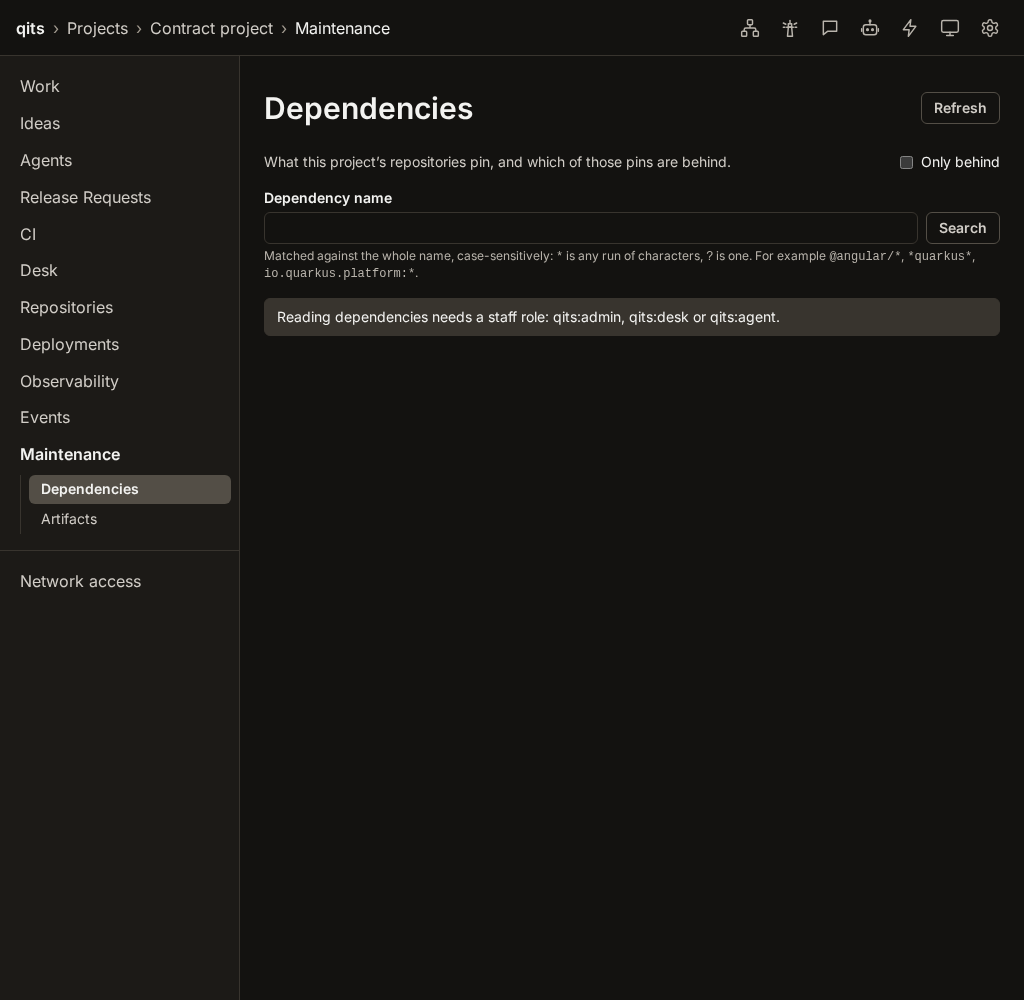 qits › Projects › Contract project › Maintenance
Work
Ideas
Agents
Release Requests
CI
Desk
Repositories
Deployments
Observability
Events
Maintenance
Dependencies
Artifacts
Network access
Dependencies
Refresh
What this project’s repositories pin, and which of those pins are behind.
Only behind
Dependency name
Search
Matched against the whole name, case-sensitively: * is any run of characters, ? is one. For example @angular/*, *quarkus*,
io.quarkus.platform:*.
Reading dependencies needs a staff role: qits:admin, qits:desk or qits:agent.